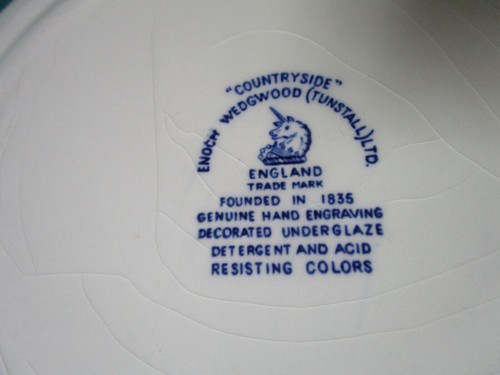 "COUNTRYSIDE"
ENOCH WEDGWOOD (TUNSTALL) LTD.
ENGLAND
TRADE MARK
FOUNDED IN 1835
GENUINE HAND ENGRAVING
DECORATED UNDERGLAZE
DETERGENT AND ACID
RESISTING COLORS